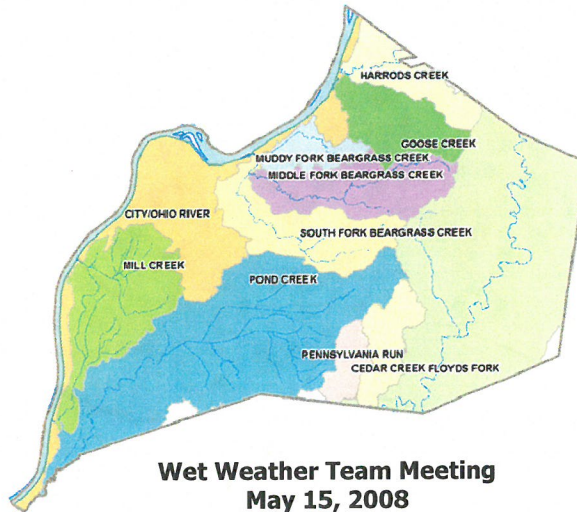 HARRODS CREEK
GOOSE CREEK
MUDDY FORK BEARGRASS CREEK
MIDDLE FORK BEARGRASS CREEK
CITY/OHIO RIVER
SOUTH FORK BEARGRASS CREEK
MILL CREEK
POND CREEK
PENNSYLVANIA RUN
CEDAR CREEK FLOYDS FORK
Wet Weather Team Meeting
May 15, 2008